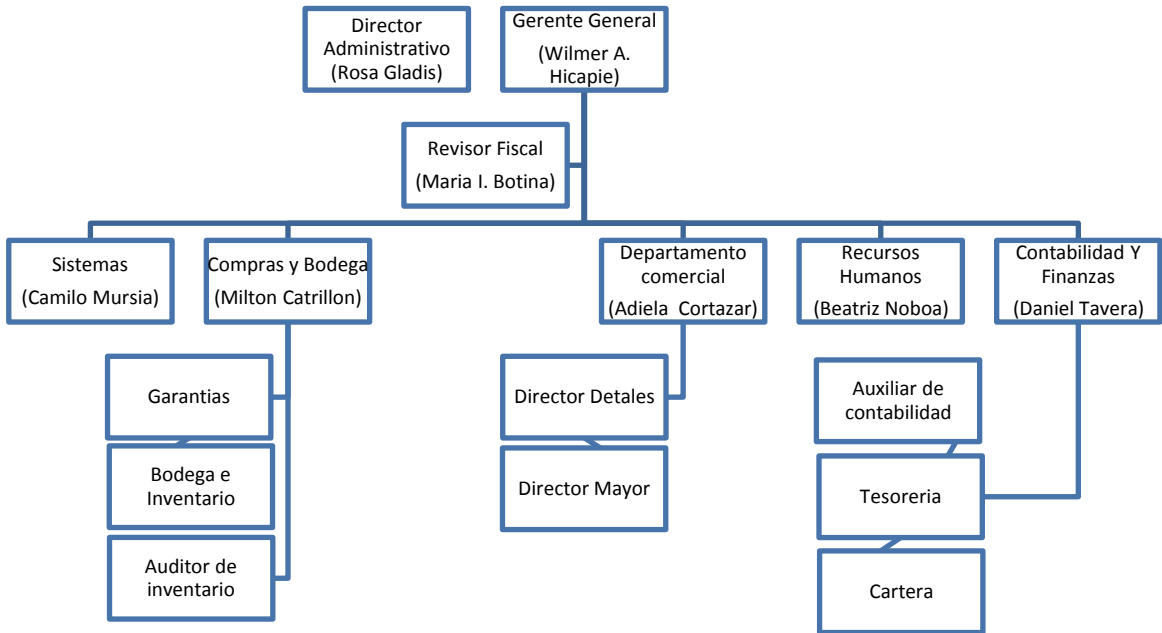 Director
Administrativo
(Rosa Gladis)
Gerente General
(Wilmer A.
Hicapie)
Revisor Fiscal
(Maria I. Botina)
Sistemas
(Camilo Mursia)
Compras y Bodega
(Milton Catrillon)
Departamento
comercial
(Adiela Cortazar)
Recursos
Humanos
(Beatriz Noboa)
Contabilidad Y
Finanzas
(Daniel Tavera)
Garantias
Bodega e
Inventario
Auditor de
inventario
Director Detales
Director Mayor
Auxiliar de
contabilidad
Tesoreria
Cartera